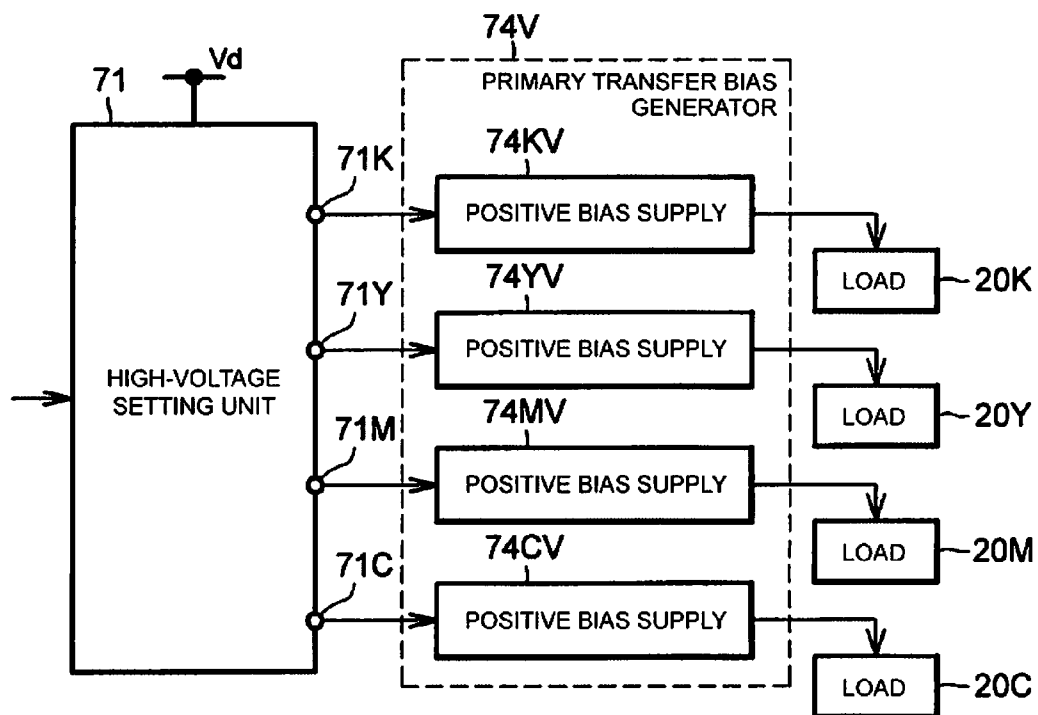 74V
Vd
71
PRIMARY TRANSFER BIAS
GENERATOR
71K
74KV
POSITIVE BIAS SUPPLY
LOAD
20K
71Y
74YV
POSITIVE BIAS SUPPLY
HIGH-VOLTAGE
SETTING UNIT
LOAD
20Y
71M
74MV
POSITIVE BIAS SUPPLY
LOAD
20M
71C
74CV
POSITIVE BIAS SUPPLY
LOAD
20C